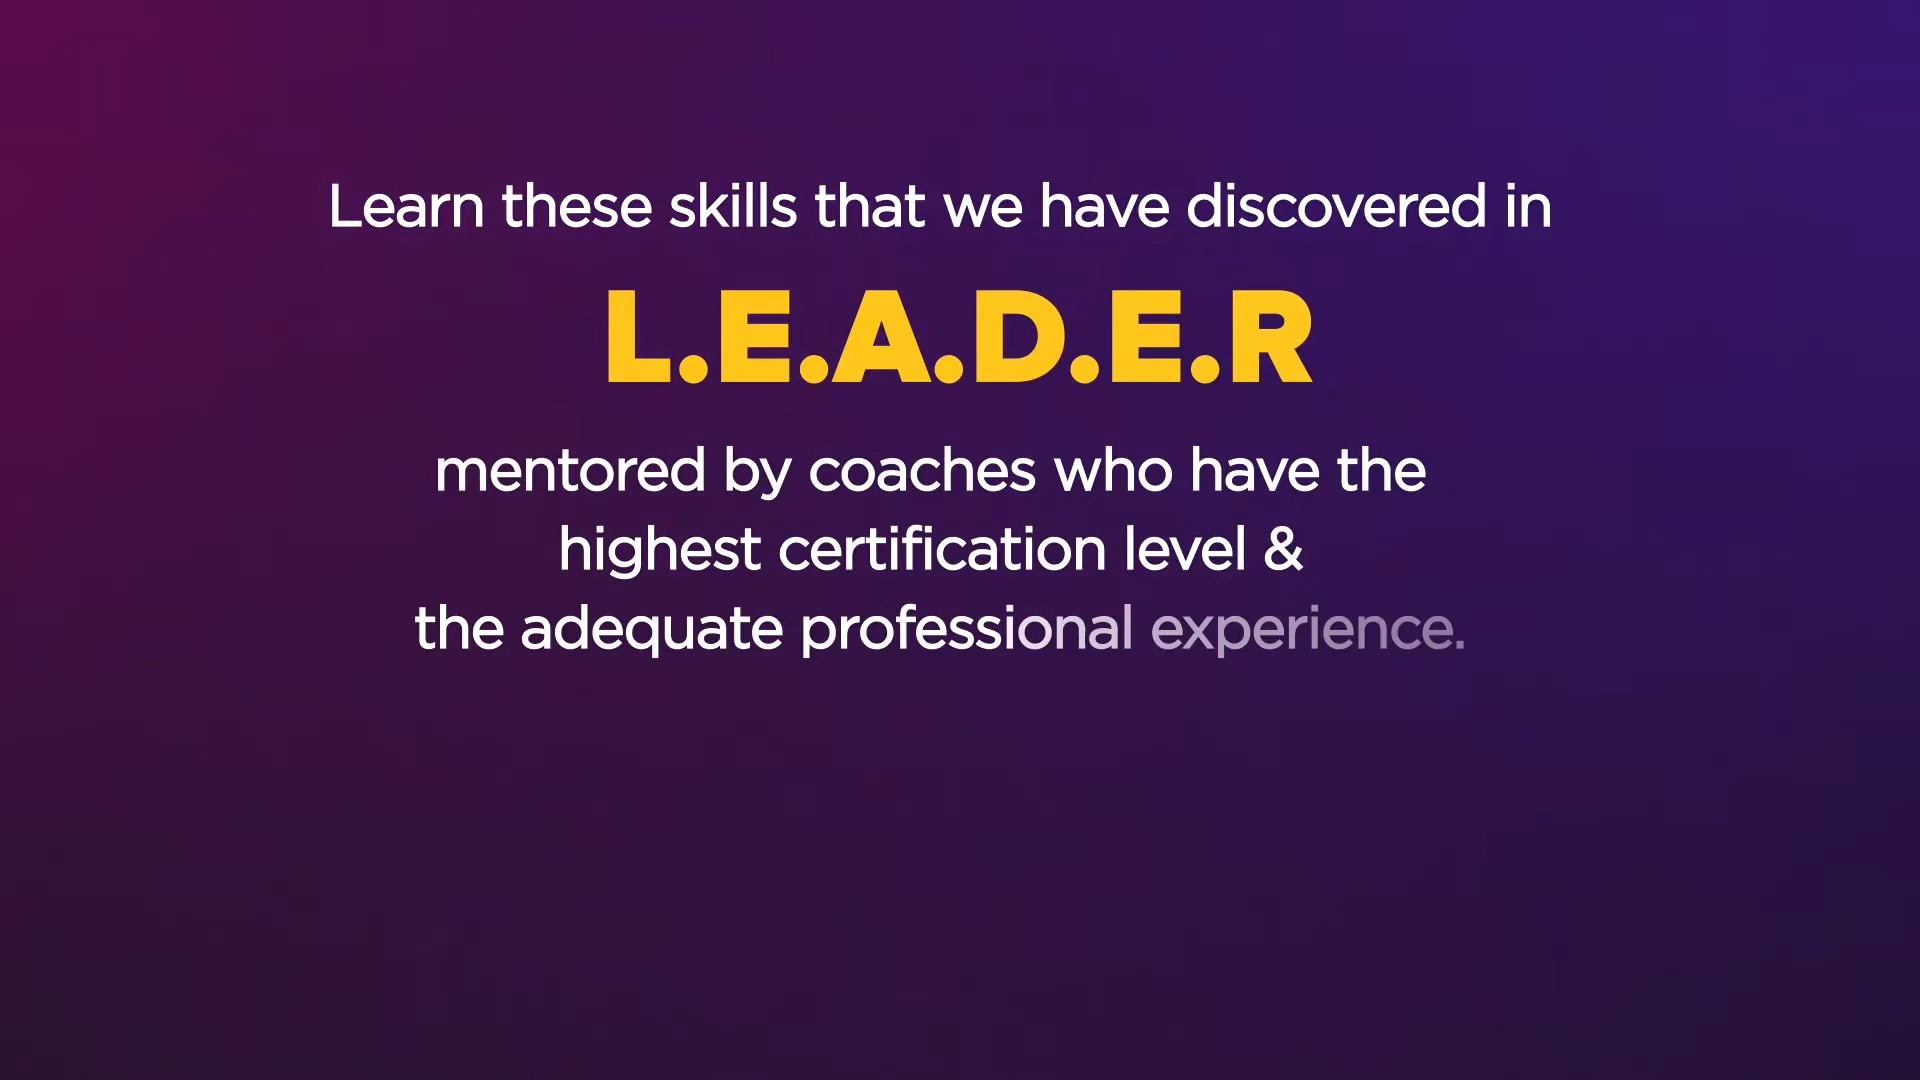 Learn these skills that we have discovered in
L.E.A.D.E.R
mentored by coaches who have the
highest certification level &
the adequate professional experience.